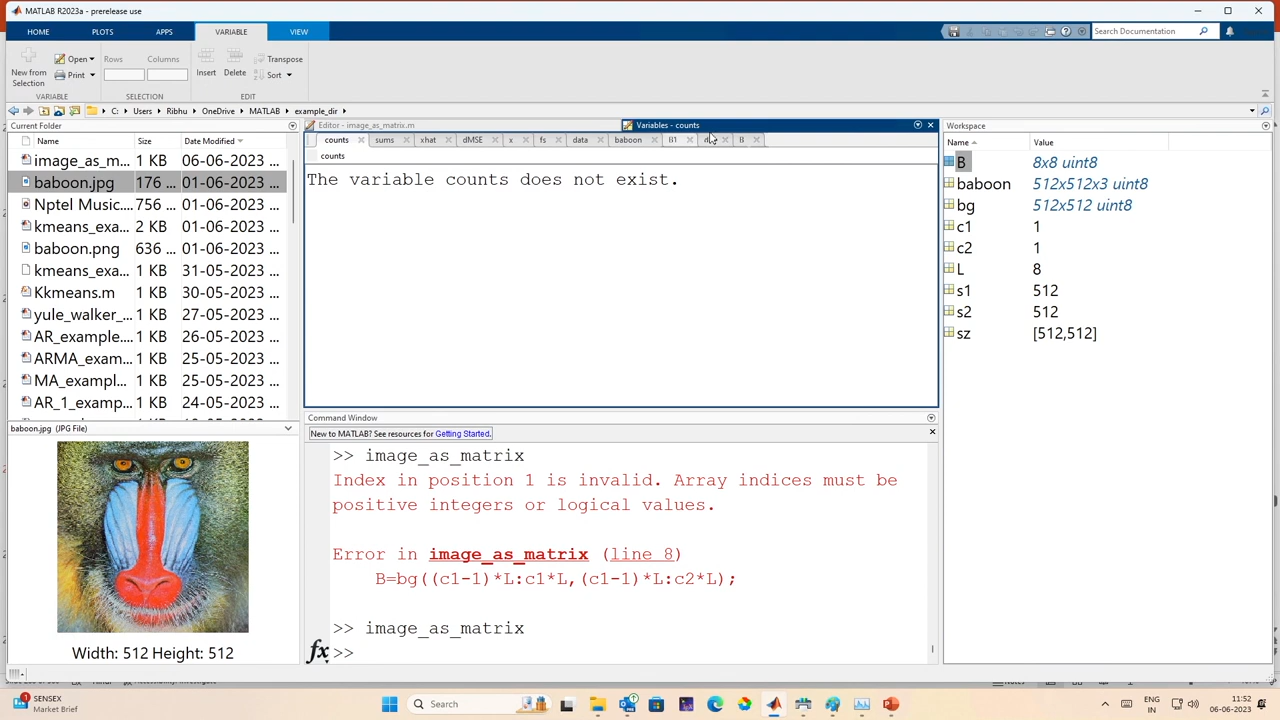 MATLAB R2023a - prerelease use
HOME PLOTS APPS VARIABLE VIEW
Search Documentation
New from Selection
Open
Print
Rows Columns
Insert Delete
Transpose
Sort
VARIABLE SELECTION EDIT
C: Users Ribhu OneDrive MATLAB example_dir
Current Folder
Name Size Date Modified
image_as_m... 1 KB 06-06-2023 ...
baboon.jpg 176 ... 01-06-2023 ...
Nptel Music.... 756 ... 01-06-2023 ...
kmeans_exa... 2 KB 01-06-2023 ...
baboon.png 636 ... 01-06-2023 ...
kmeans_exa... 1 KB 31-05-2023 ...
Kkmeans.m 1 KB 30-05-2023 ...
yule_walker_... 1 KB 27-05-2023 ...
AR_example... 1 KB 26-05-2023 ...
ARMA_exam... 1 KB 25-05-2023 ...
MA_exampl... 1 KB 25-05-2023 ...
AR_1_examp... 1 KB 24-05-2023 ...
baboon.jpg (JPG File)
Width: 512 Height: 512
Editor - image_as_matrix.m
Variables - counts
counts sums xhat dMSE x fs data baboon B1 B
counts
The variable counts does not exist.
Command Window
New to MATLAB? See resources for Getting Started.
>> image_as_matrix
Index in position 1 is invalid. Array indices must be
positive integers or logical values.
Error in image_as_matrix (line 8)
B=bg((c1-1)*L:c1*L,(c1-1)*L:c2*L);
>> image_as_matrix
fx >>
Workspace
Name Value
B 8x8 uint8
baboon 512x512x3 uint8
bg 512x512 uint8
c1 1
c2 1
L 8
s1 512
s2 512
sz [512,512]
SENSEX
Market Brief
1
Search
ENG
IN
11:52
06-06-2023